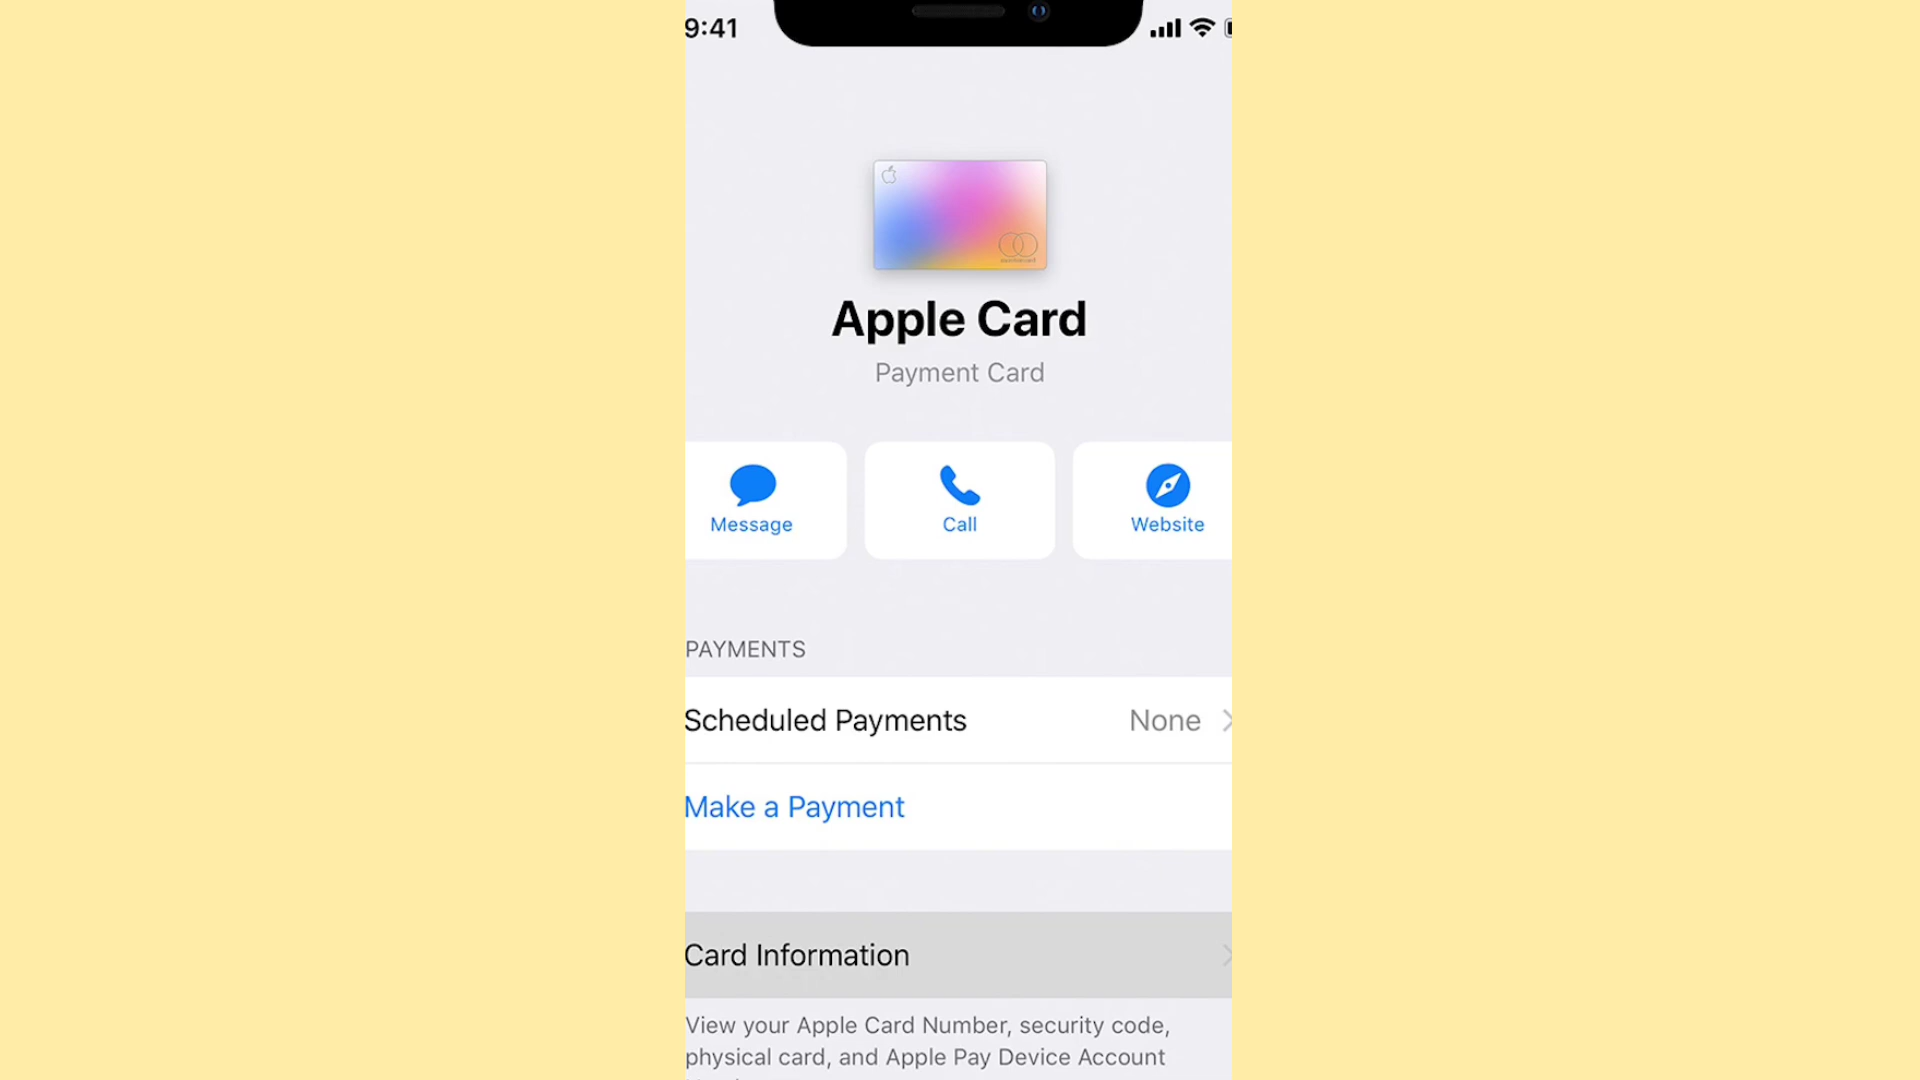 9:41
Apple Card
Payment Card
Message
Call
Website
PAYMENTS
Scheduled Payments
None
Make a Payment
Card Information
View your Apple Card Number, security code,
physical card, and Apple Pay Device Account